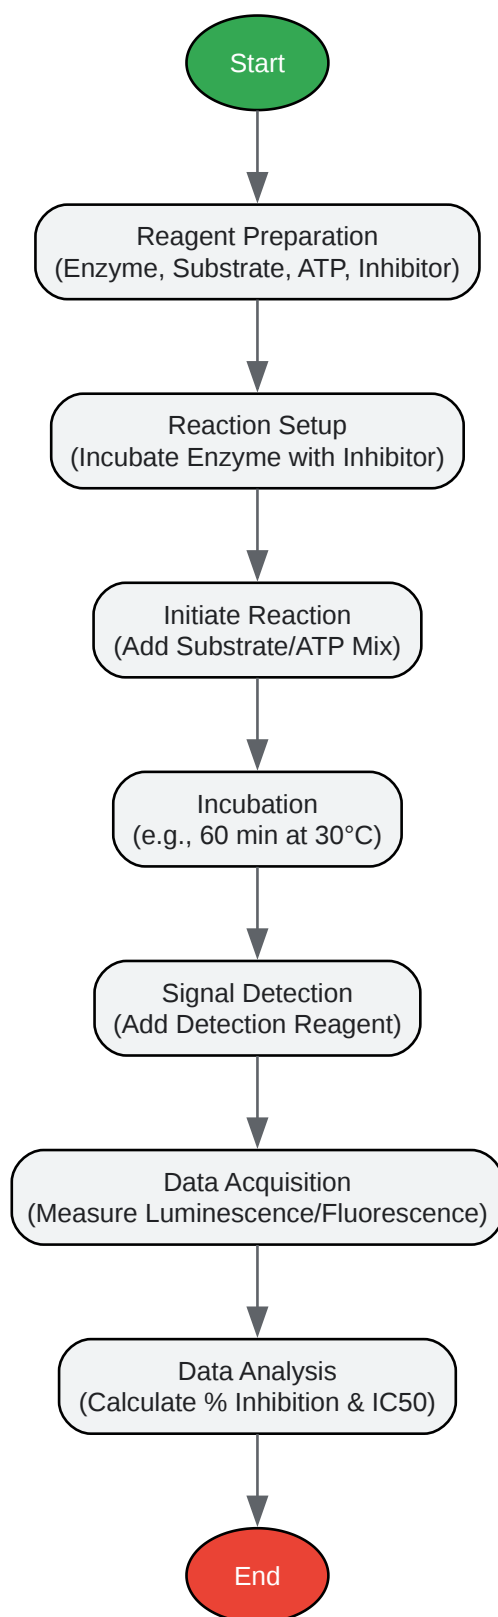 Start
Reagent Preparation
(Enzyme, Substrate, ATP, Inhibitor)
Reaction Setup
(Incubate Enzyme with Inhibitor)
Initiate Reaction
(Add Substrate/ATP Mix)
Incubation
(e.g., 60 min at 30°C)
Signal Detection
(Add Detection Reagent)
Data Acquisition
(Measure Luminescence/Fluorescence)
Data Analysis
(Calculate % Inhibition & IC50)
End